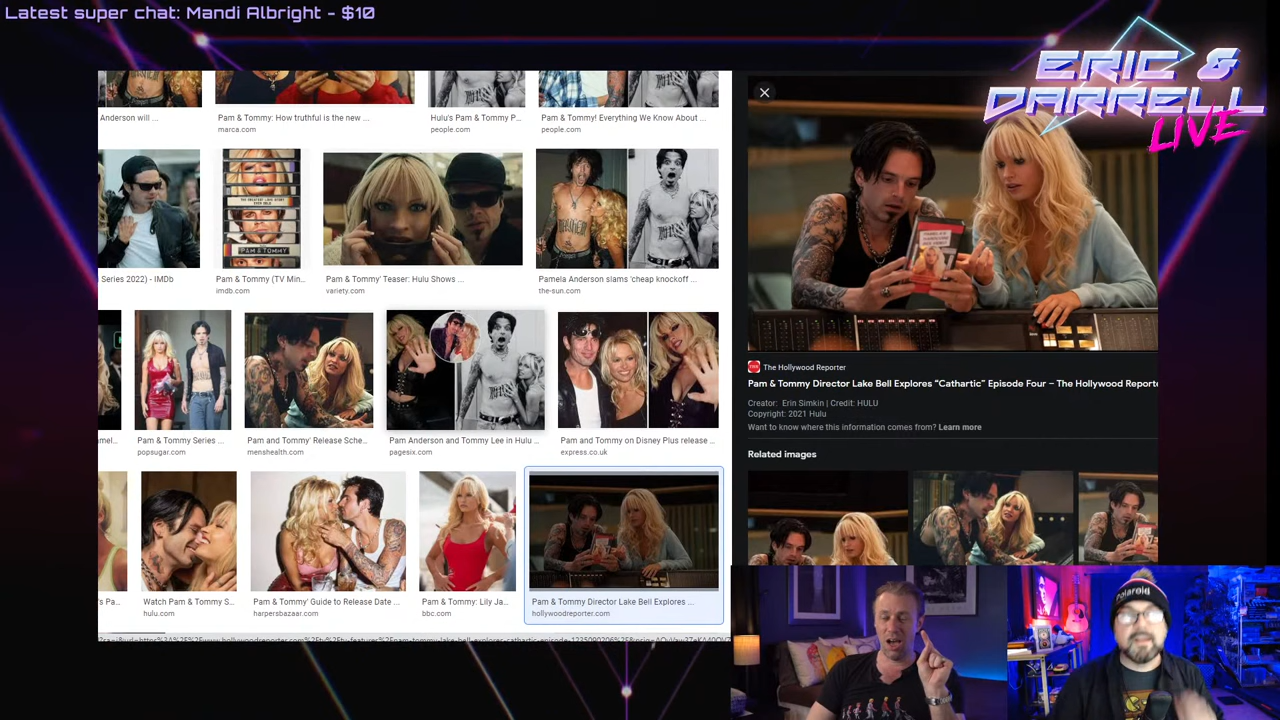 Latest super chat: Mandi Albright - $10
ERIC &
DARRELL
LIVE
Anderson will ...
Pam & Tommy: How truthful is the new ...
marca.com
Hulu's Pam & Tommy P...
people.com
Pam & Tommy! Everything We Know About ...
people.com
Series 2022) - IMDb
Pam & Tommy (TV Min...
imdb.com
PAM & TOMMY
Pam & Tommy' Teaser: Hulu Shows ...
variety.com
Pamela Anderson slams 'cheap knockoff ...
the-sun.com
Pam & Tommy Series ...
popsugar.com
Pam and Tommy' Release Sche...
menshealth.com
Pam Anderson and Tommy Lee in Hulu ...
pagesix.com
Pam and Tommy on Disney Plus release ...
express.co.uk
's Pa...
Watch Pam & Tommy S...
hulu.com
Pam & Tommy' Guide to Release Date ...
harpersbazaar.com
Pam & Tommy: Lily Ja...
bbc.com
Pam & Tommy Director Lake Bell Explores ...
hollywoodreporter.com
The Hollywood Reporter
Pam & Tommy Director Lake Bell Explores “Cathartic” Episode Four – The Hollywood Reporte
Creator: Erin Simkin | Credit: HULU
Copyright: 2021 Hulu
Want to know where this information comes from? Learn more
Related images
Polaroid